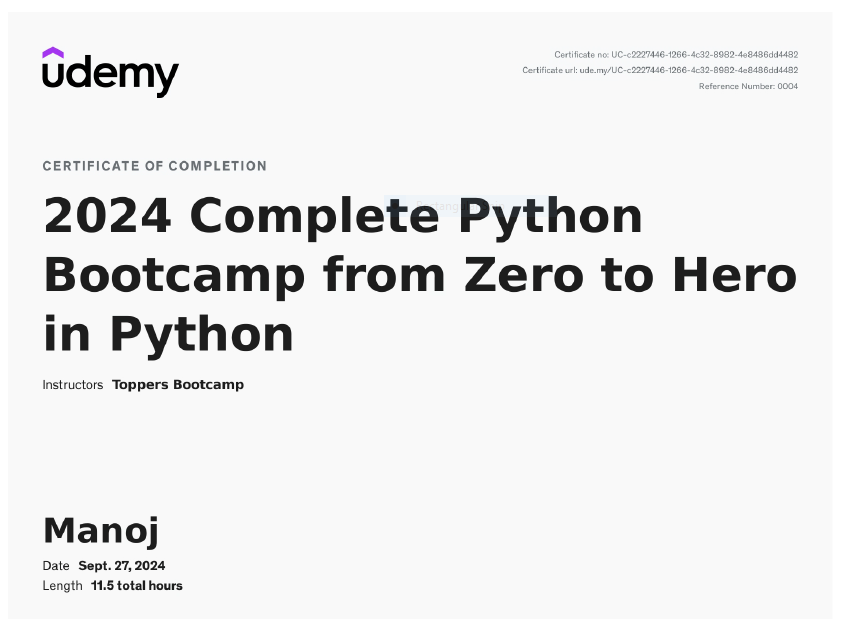 udemy
Certificate no: UC-c2227446-1266-4c32-8982-4e8486dd4482
Certificate url: ude.my/UC-c2227446-1266-4c32-8982-4e8486dd4482
Reference Number: 0004
CERTIFICATE OF COMPLETION
2024 Complete Python
Bootcamp from Zero to Hero
in Python
Instructors Toppers Bootcamp
Manoj
Date Sept. 27, 2024
Length 11.5 total hours